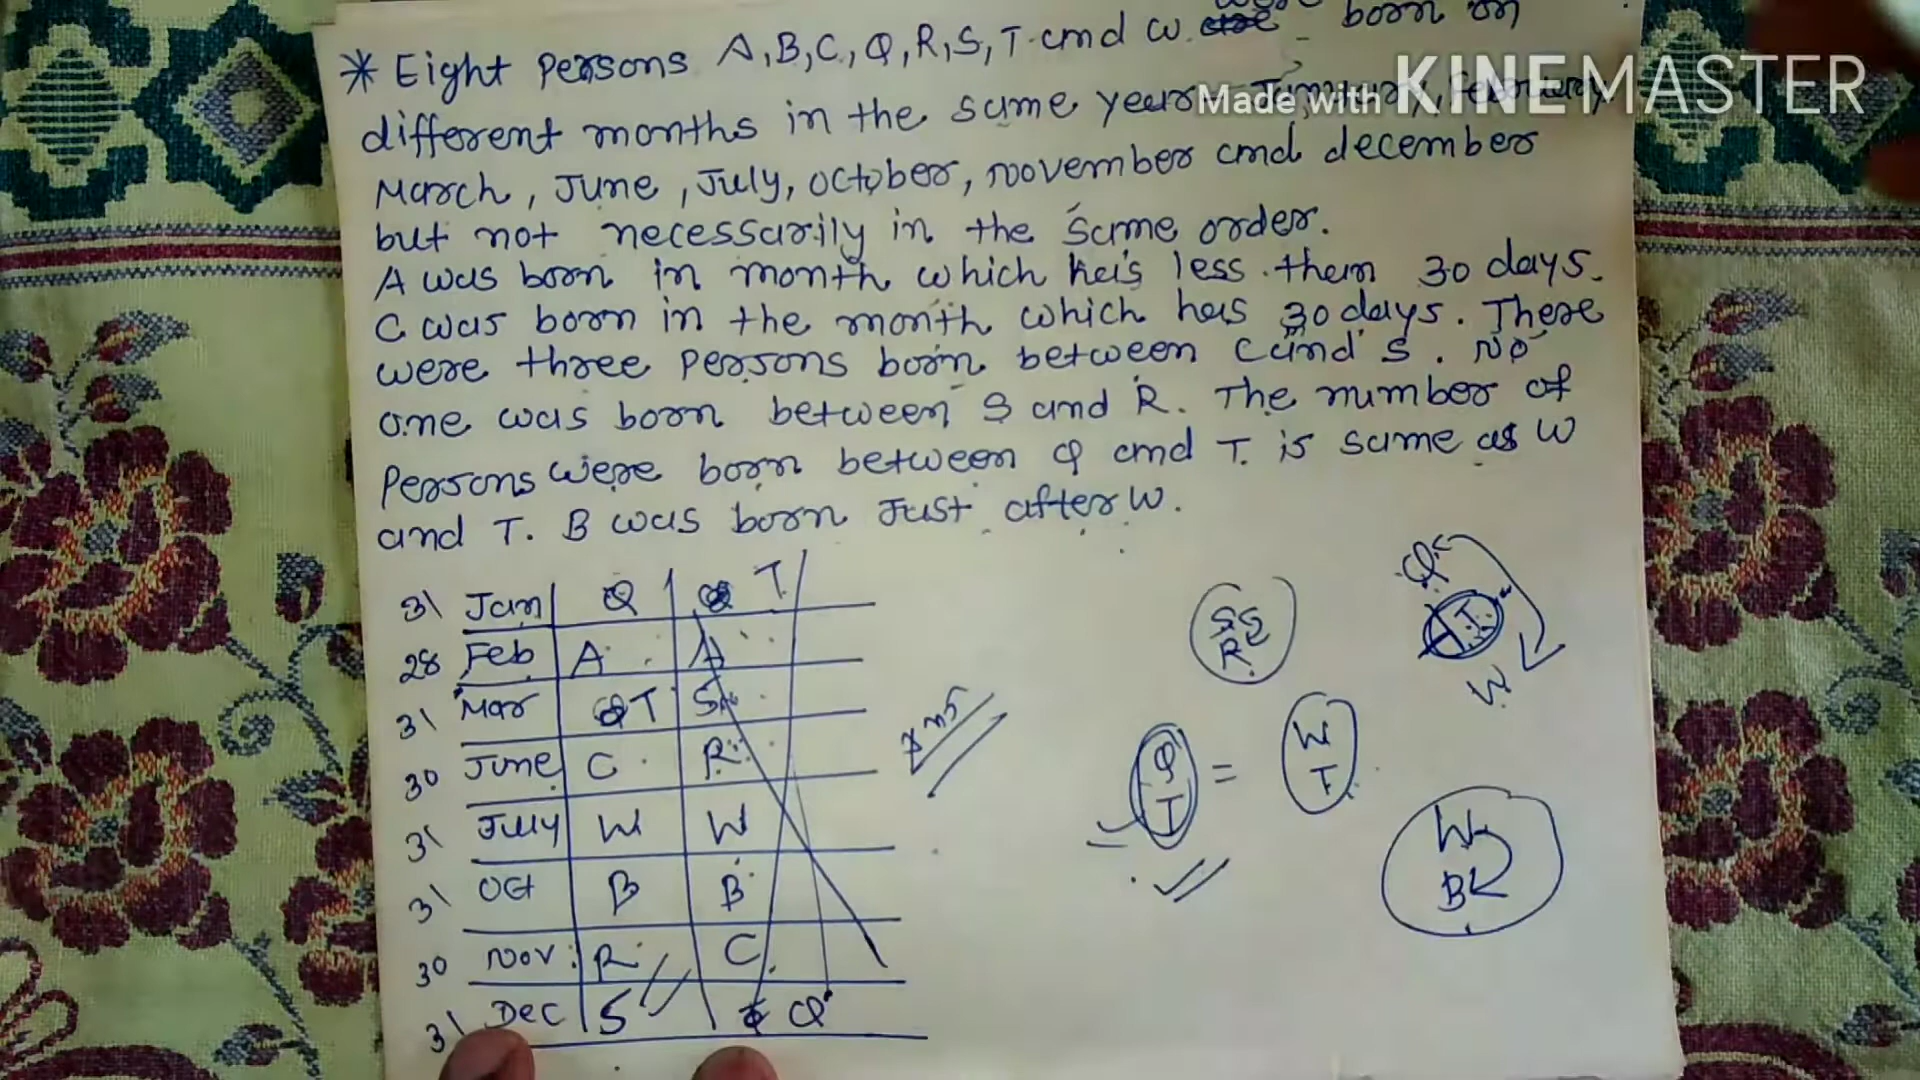 * Eight Persons A, B, C, Q, R, S, T. and W. were born on
different months in the same year - January, February,
Made with KINEMASTER
March, June, July, October, November and december
but not necessarily in the same order.
A was born in month which has less than 30 days.
C was born in the month which has 30 days. There
were three persons born between C and S. No
one was born between S and R. The number of
Persons were born between Q and T. is same as W
and T. B was born Just after W.
31 Jan Q T
28 Feb A A
31 Mar T S
30 June C R
31 July W W
31 Oct B B
30 Nov R C
31 Dec S Q
Ans
S S
R
Q
T
W
Q
T
=
W
T
W
B